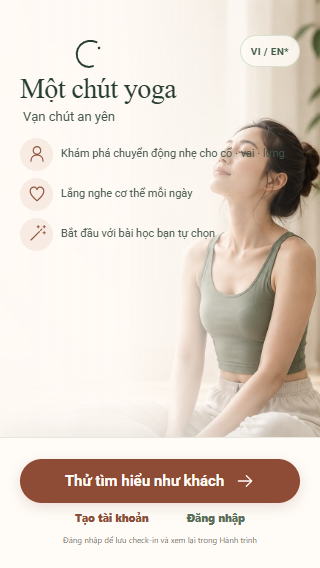 VI / EN*
Một chút yoga
Vạn chút an yên
Khám phá chuyển động nhẹ cho cổ · vai · lưng
Lắng nghe cơ thể mỗi ngày
Bắt đầu với bài học bạn tự chọn
Thử tìm hiểu như khách →
Tạo tài khoản Đăng nhập
Đăng nhập để lưu check-in và xem lại trong Hành trình